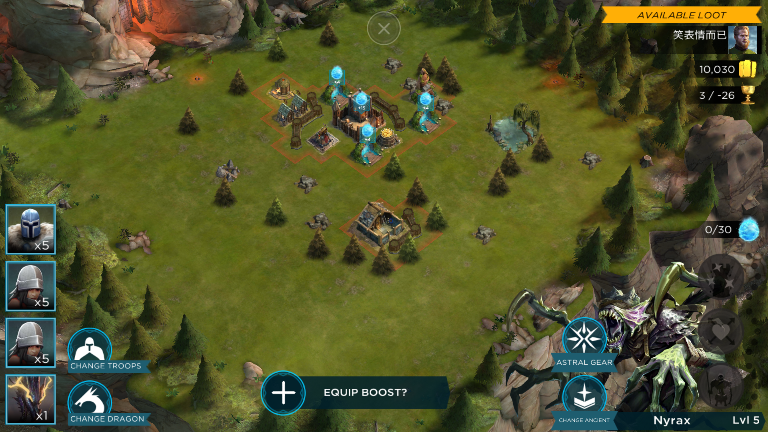 AVAILABLE LOOT
笑表情而已
10,030
3 / -26
0/30
x5
x5
x5
x1
CHANGE TROOPS
CHANGE DRAGON
EQUIP BOOST?
ASTRAL GEAR
CHANGE ANCIENT
Nyrax Lvl 5